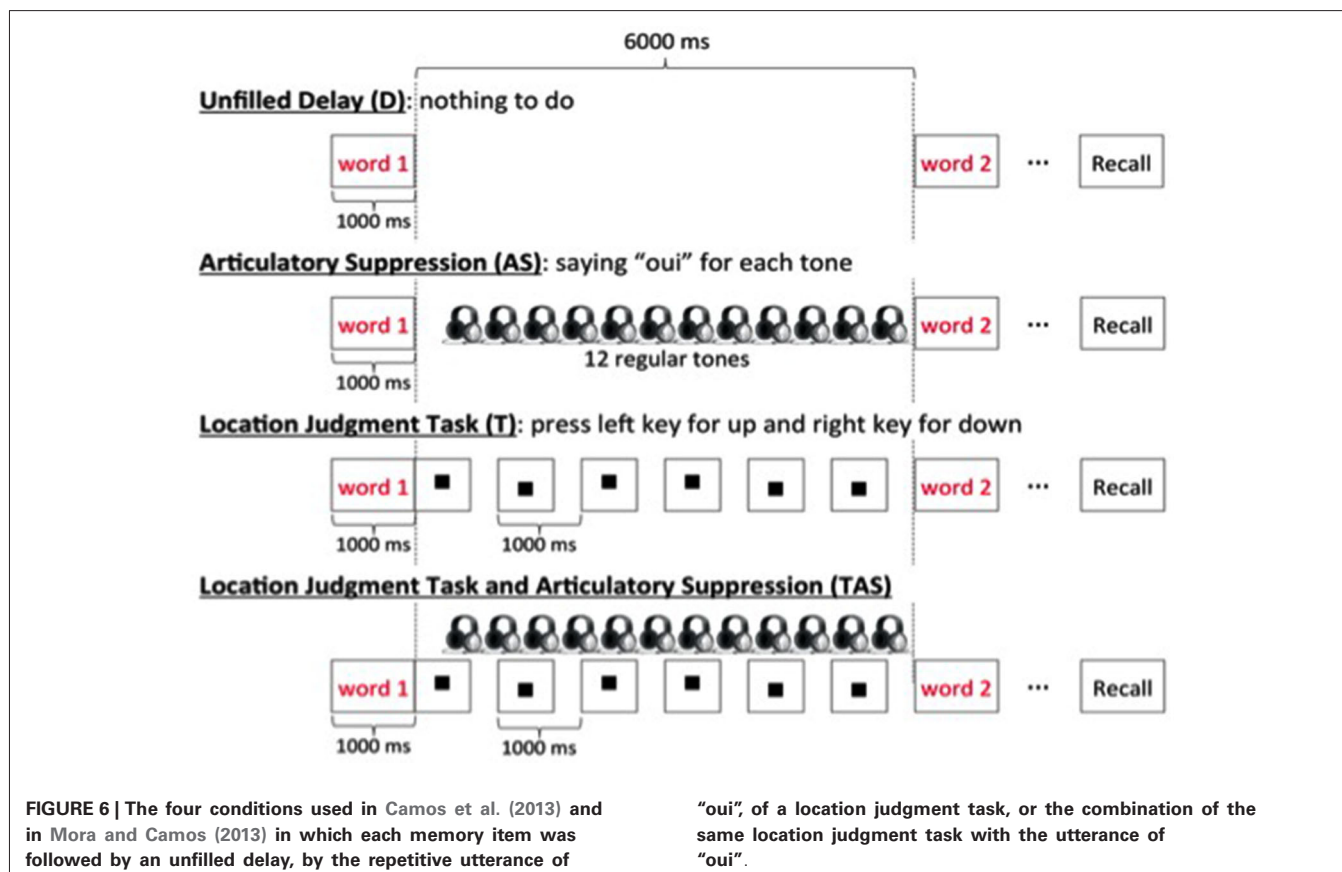 6000 ms
Unfilled Delay (D): nothing to do
word 1 word 2 ... Recall
1000 ms
Articulatory Suppression (AS): saying “oui” for each tone
word 1 word 2 ... Recall
12 regular tones
1000 ms
Location Judgment Task (T): press left key for up and right key for down
word 1 word 2 ... Recall
1000 ms 1000 ms
Location Judgment Task and Articulatory Suppression (TAS)
word 1 word 2 ... Recall
1000 ms 1000 ms
FIGURE 6 | The four conditions used in Camos et al. (2013) and
in Mora and Camos (2013) in which each memory item was
followed by an unfilled delay, by the repetitive utterance of
“oui”, of a location judgment task, or the combination of the
same location judgment task with the utterance of
“oui”.